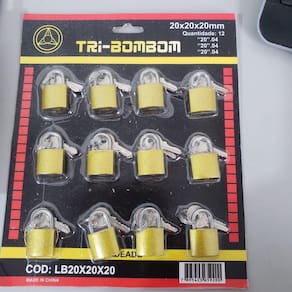 TRI-BOMBOM
20x20x20mm
Quantidade: 12
"20".04
"20".04
"20".04
COD: LB20X20X20
MADE IN CHINA